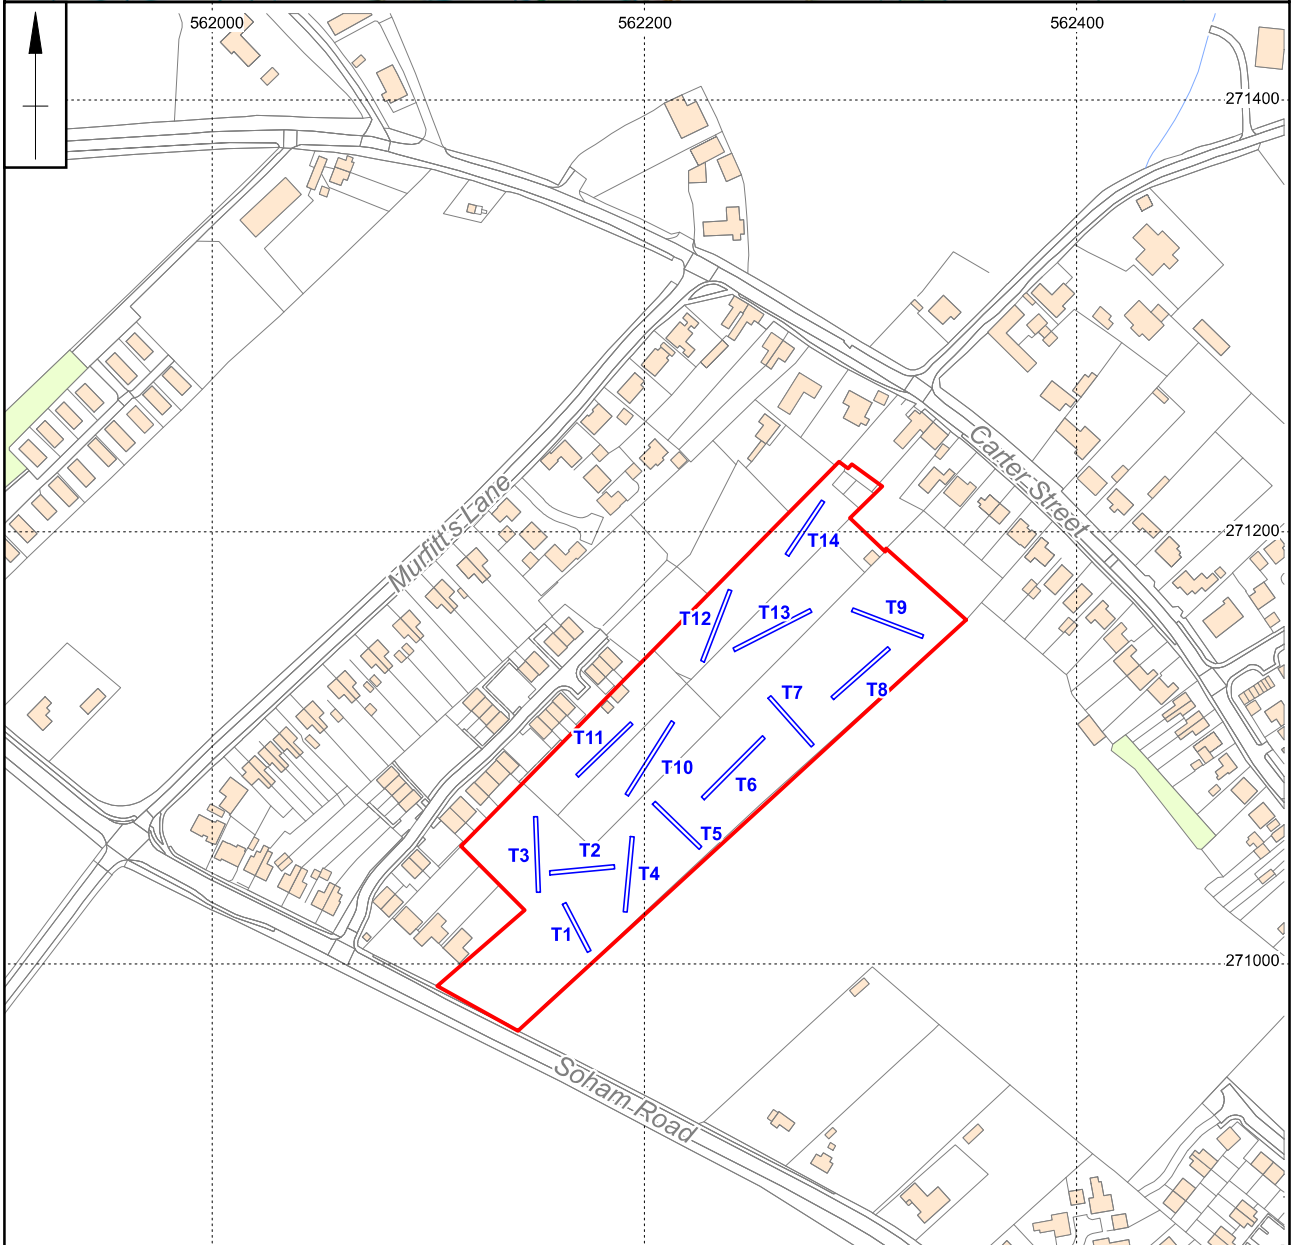 562000
562200
562400
271400
Carter Street
Murfitt's Lane
271200
T14
T12
T13
T9
T8
T7
T11
T10
T6
T5
T2
T3
T4
T1
271000
Soham Road